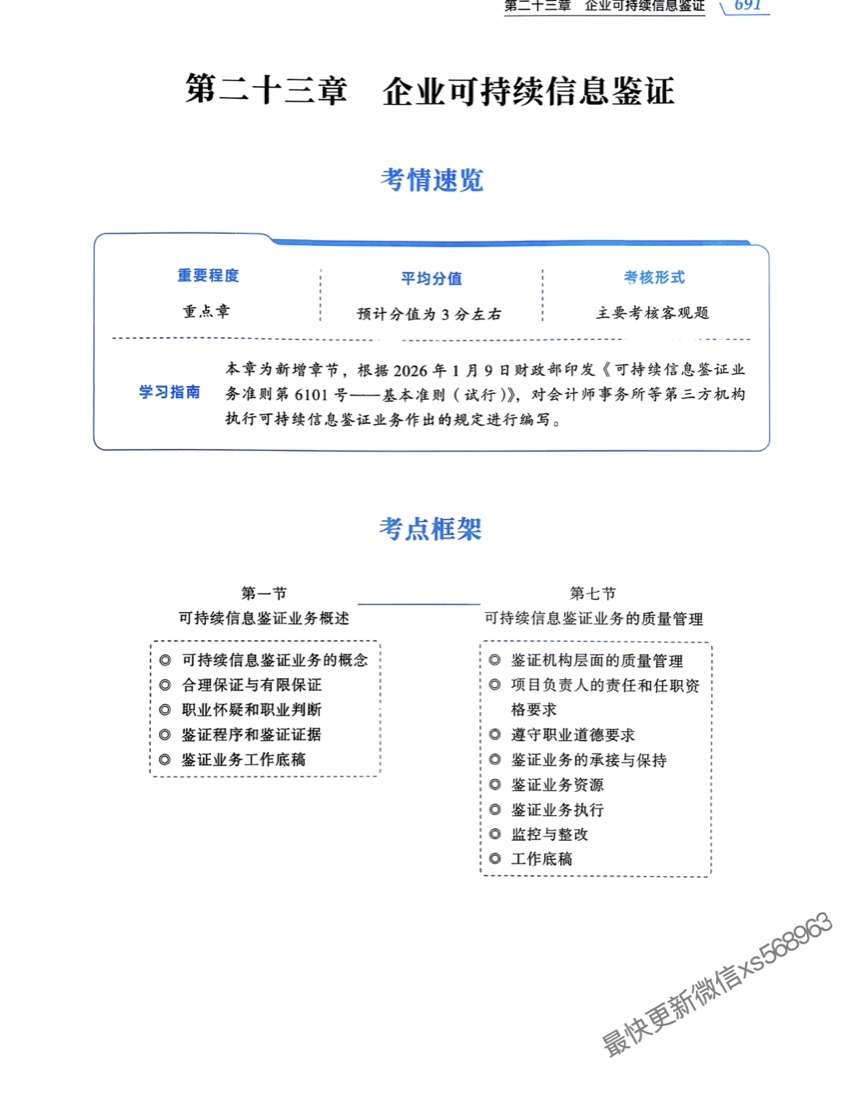 第二十三章 企业可持续信息鉴证 691
第二十三章 企业可持续信息鉴证
考情速览
重要程度 平均分值 考核形式
重点章 预计分值为 3 分左右 主要考核客观题
学习指南
本章为新增章节，根据 2026 年 1 月 9 日财政部印发《可持续信息鉴证业
务准则第 6101 号——基本准则（试行）》，对会计师事务所等第三方机构
执行可持续信息鉴证业务作出的规定进行编写。
考点框架
第一节
可持续信息鉴证业务概述
◎ 可持续信息鉴证业务的概念
◎ 合理保证与有限保证
◎ 职业怀疑和职业判断
◎ 鉴证程序和鉴证证据
◎ 鉴证业务工作底稿
第七节
可持续信息鉴证业务的质量管理
◎ 鉴证机构层面的质量管理
◎ 项目负责人的责任和任职资
格要求
◎ 遵守职业道德要求
◎ 鉴证业务的承接与保持
◎ 鉴证业务资源
◎ 鉴证业务执行
◎ 监控与整改
◎ 工作底稿
最快更新微信xs568963